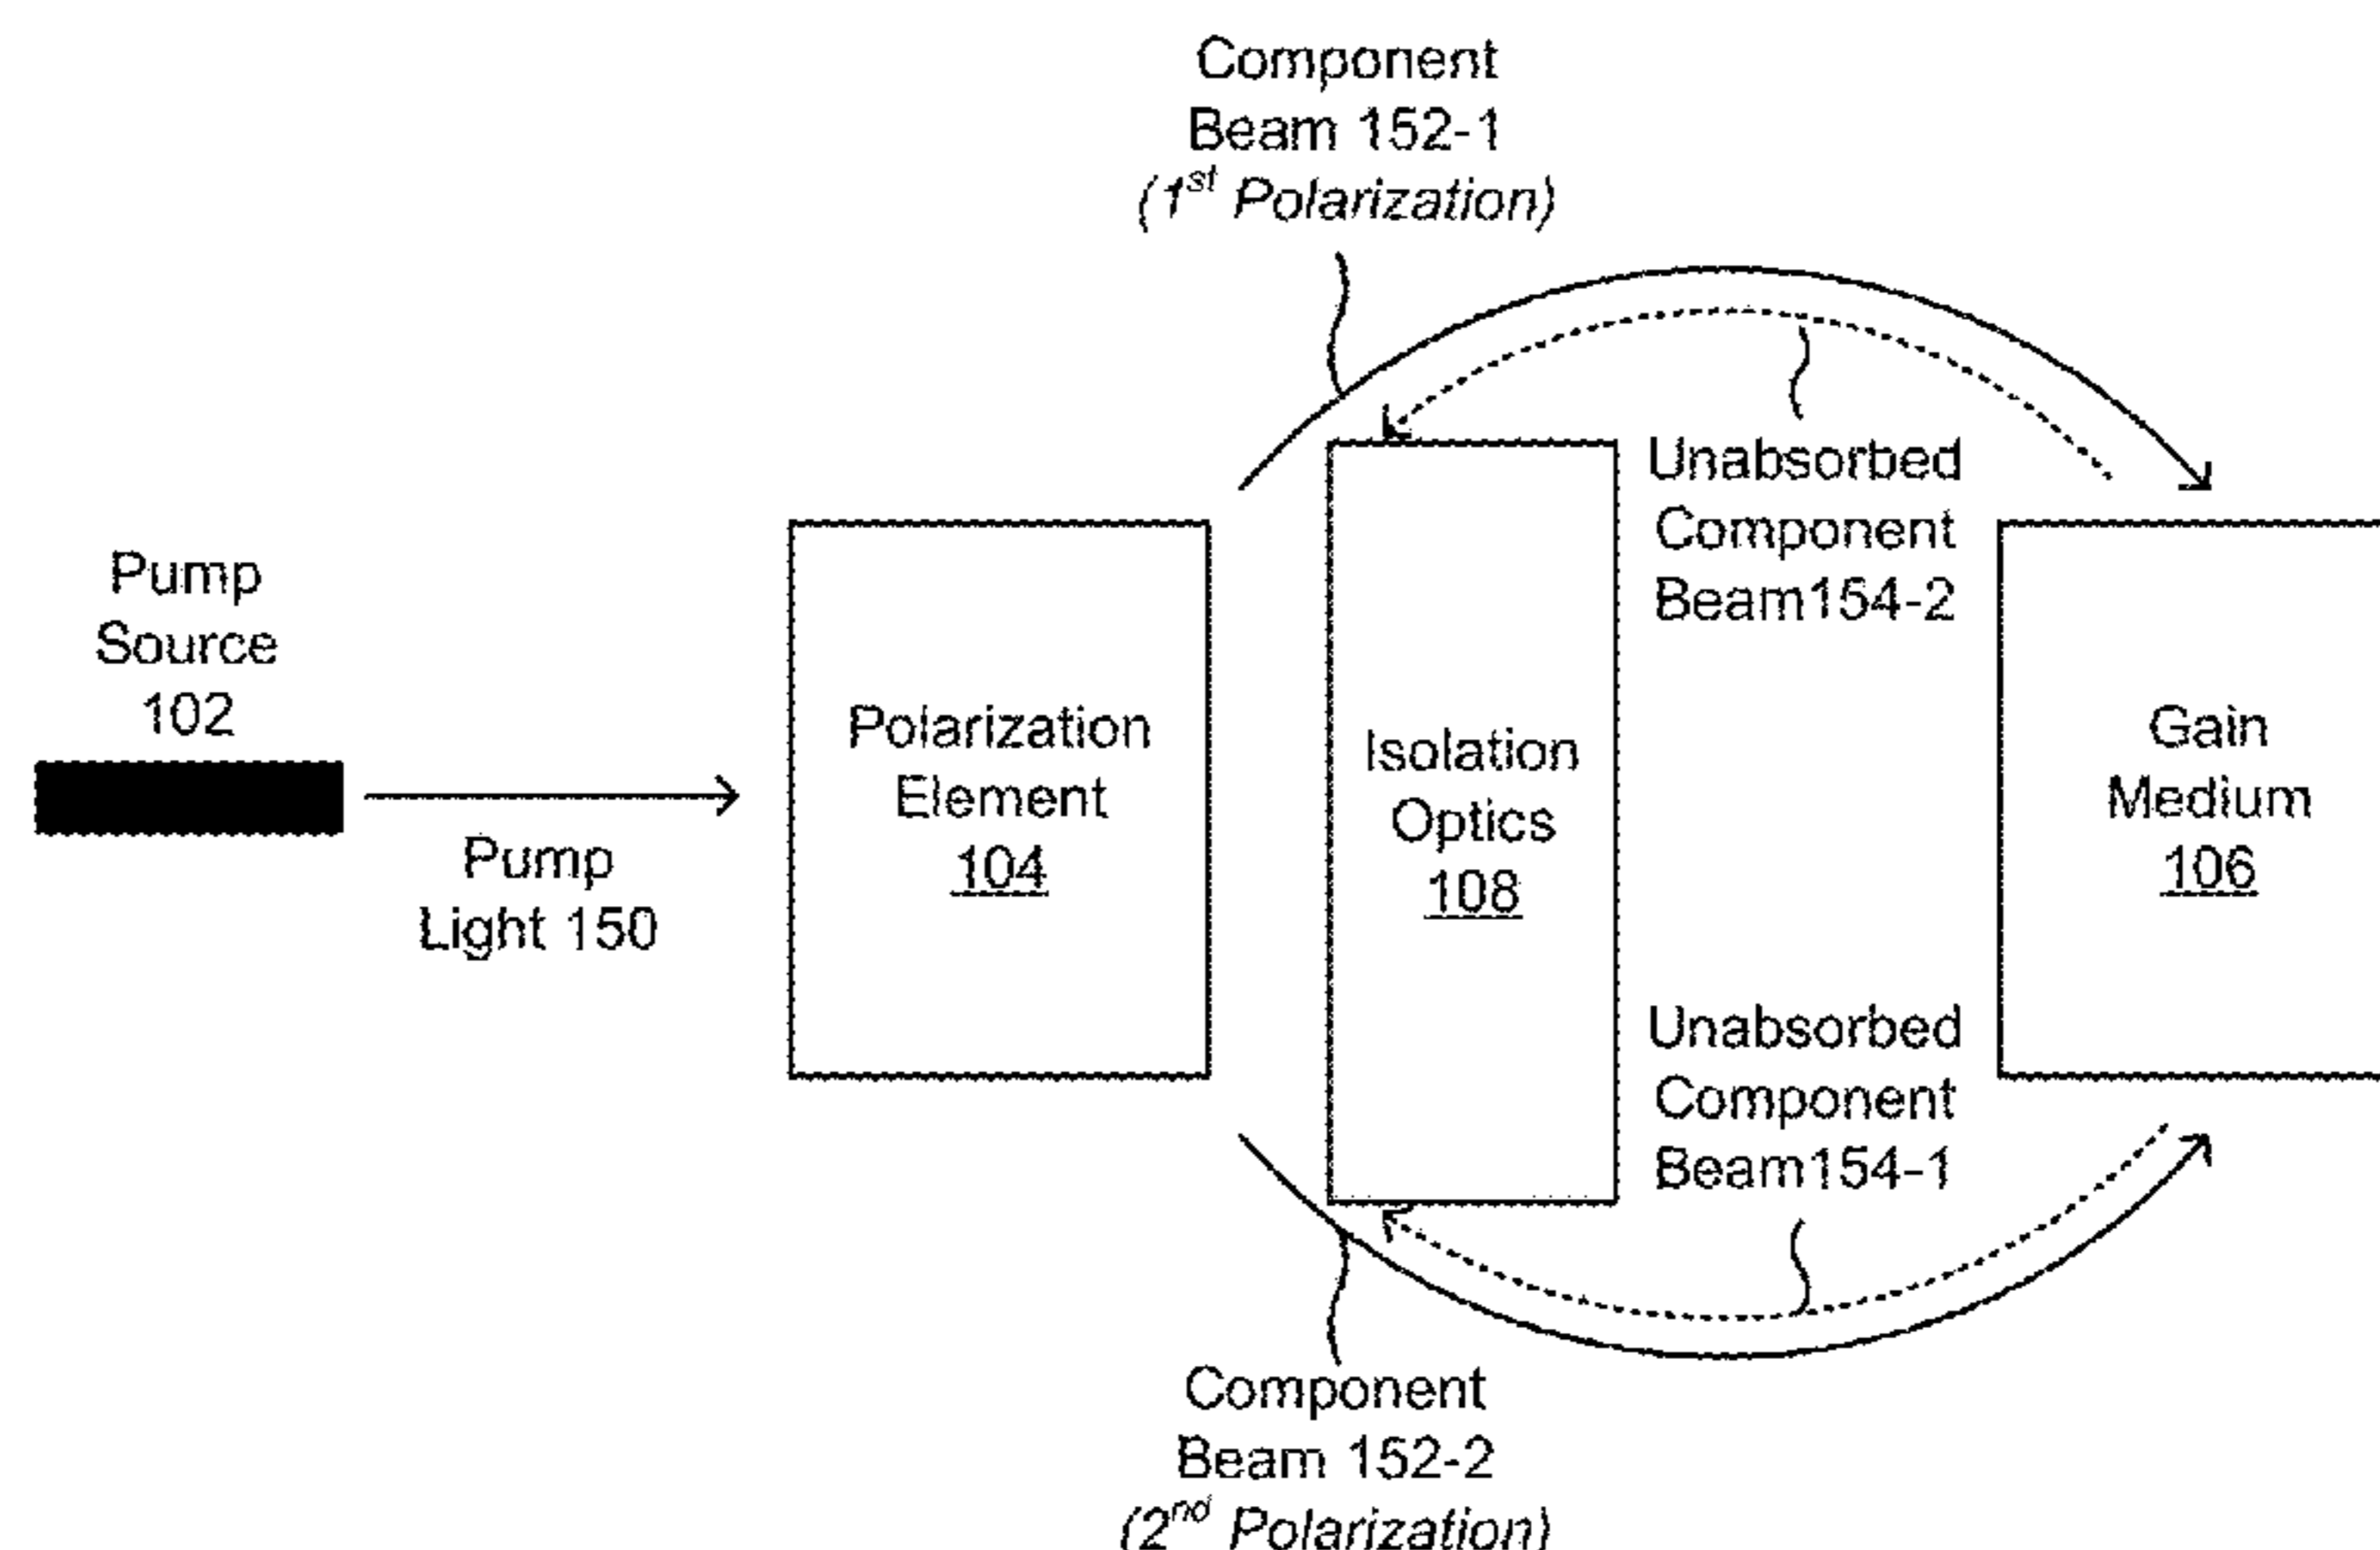 Component
Beam 152-1
(1st Polarization)
Pump
Source
102
Pump
Light 150
Polarization
Element
104
Isolation
Optics
108
Unabsorbed
Component
Beam154-2
Gain
Medium
106
Unabsorbed
Component
Beam154-1
Component
Beam 152-2
(2nd Polarization)